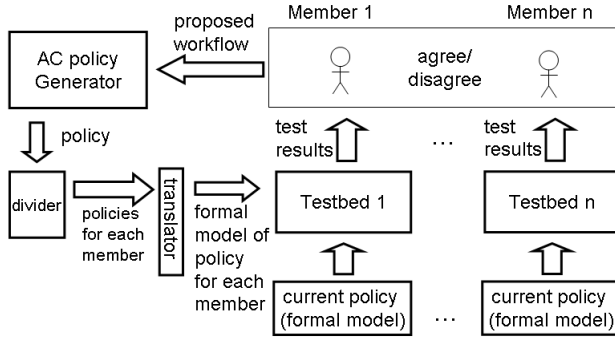 Member 1
Member n
proposed
workflow
AC policy
Generator
agree/
disagree
policy
test
results
...
test
results
divider
policies
for each
member
translator
formal
model of
policy
for each
member
Testbed 1
Testbed n
current policy
(formal model)
...
current policy
(formal model)